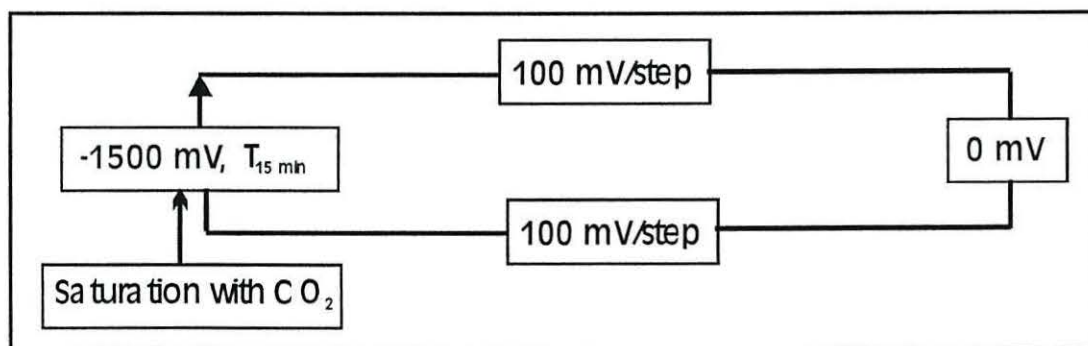 100 mV/step
-1500 mV, T15 min
0 mV
100 mV/step
Saturation with CO2